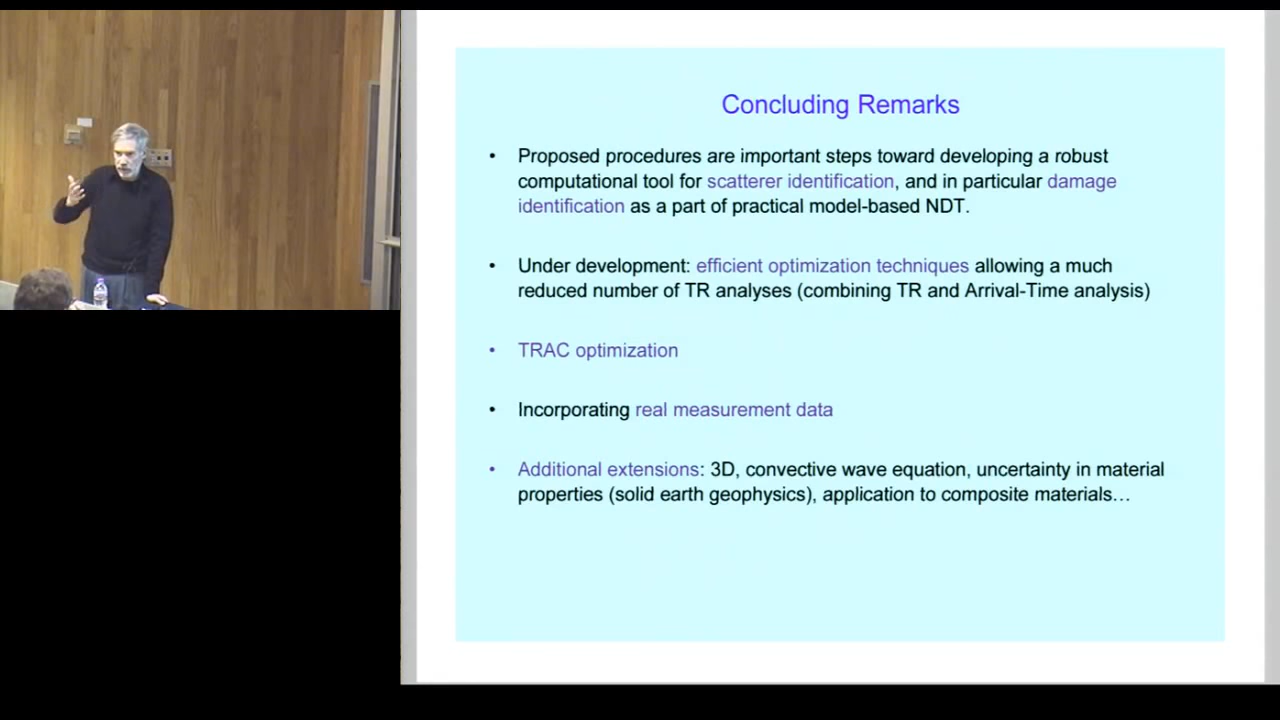 Concluding Remarks
• Proposed procedures are important steps toward developing a robust
computational tool for scatterer identification, and in particular damage
identification as a part of practical model-based NDT.
• Under development: efficient optimization techniques allowing a much
reduced number of TR analyses (combining TR and Arrival-Time analysis)
• TRAC optimization
• Incorporating real measurement data
• Additional extensions: 3D, convective wave equation, uncertainty in material
properties (solid earth geophysics), application to composite materials…